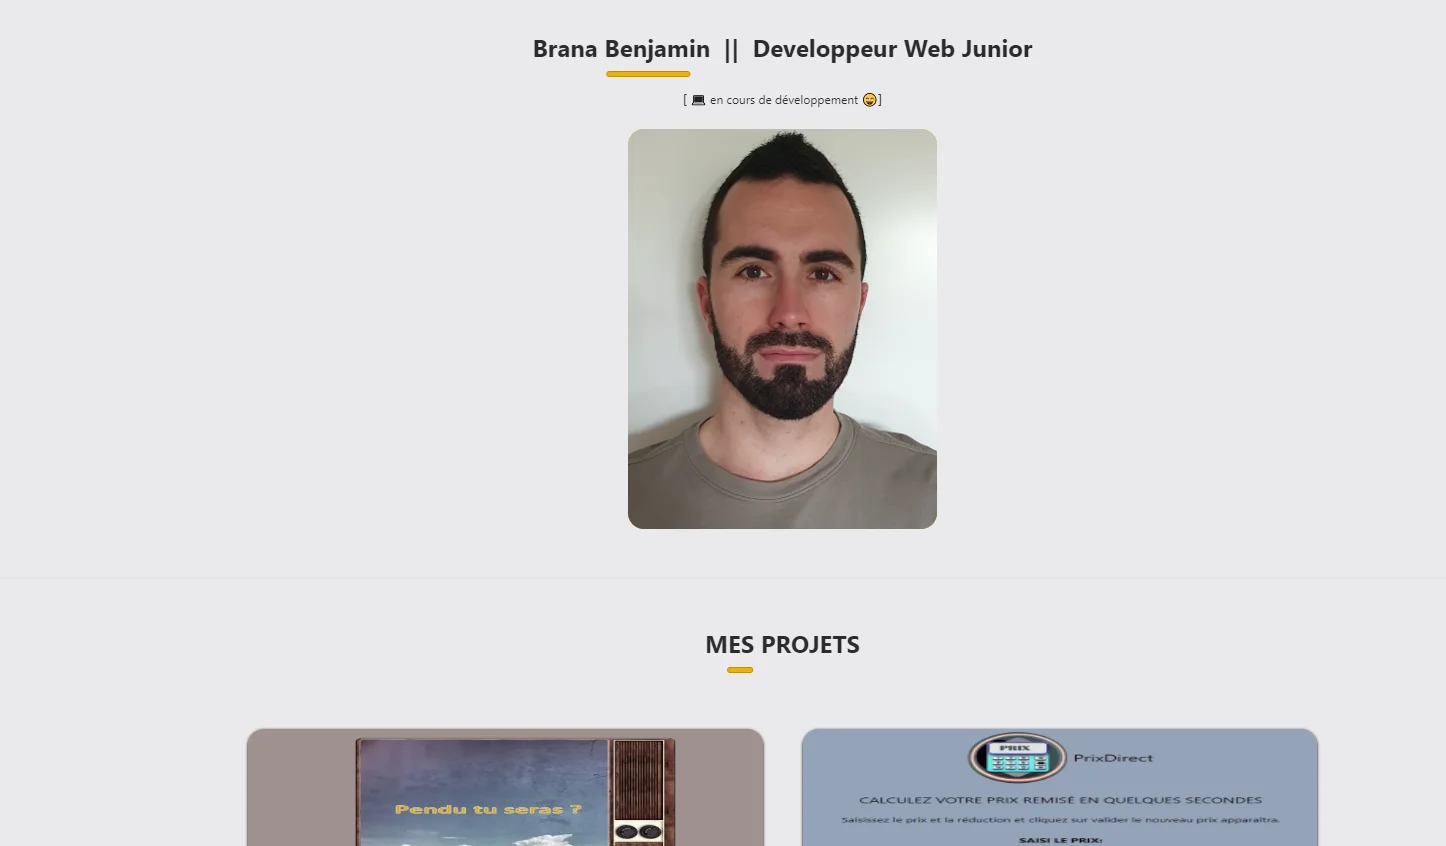 Brana Benjamin || Developpeur Web Junior
[ 💻 en cours de développement 😄]
MES PROJETS
Pendu tu seras ?
PRIX
PrixDirect
CALCULEZ VOTRE PRIX REMISÉ EN QUELQUES SECONDES
Saisissez le prix et la réduction et cliquez sur valider le nouveau prix apparaîtra.
SAISI LE PRIX: